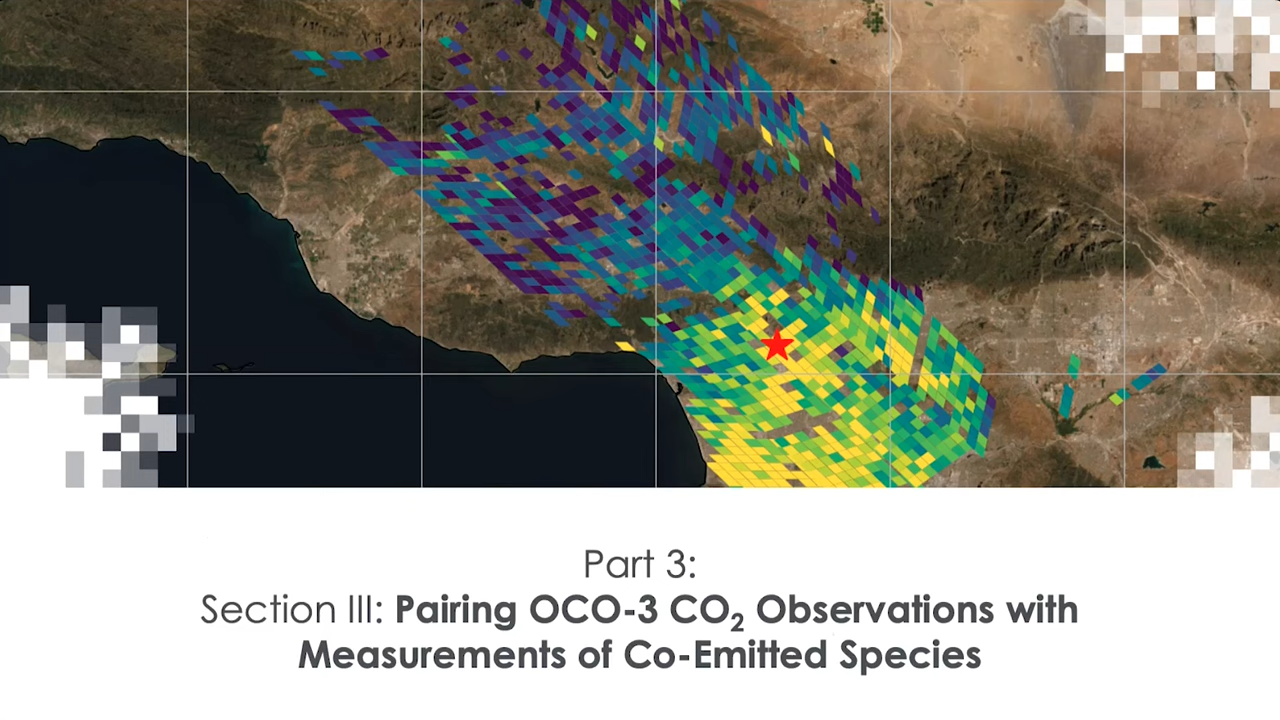 Part 3:
Section III: Pairing OCO-3 CO₂ Observations with
Measurements of Co-Emitted Species